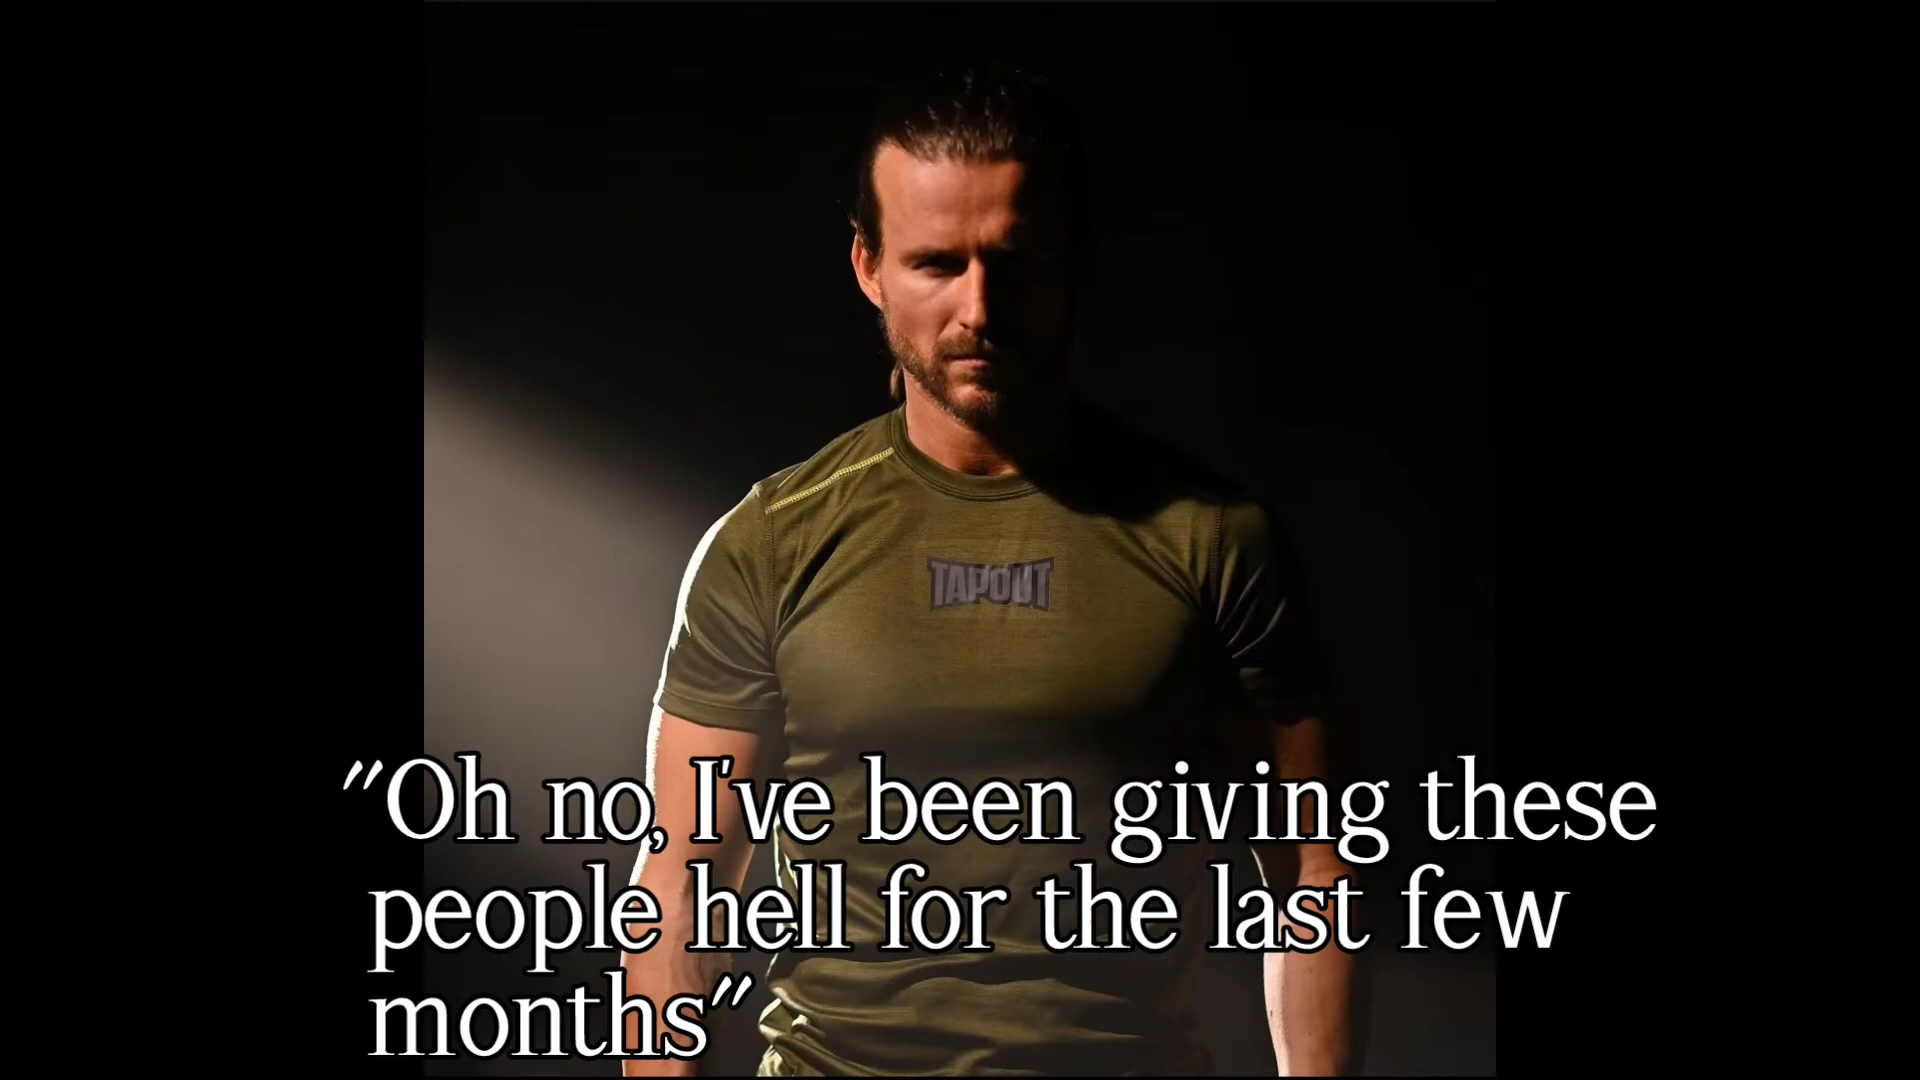 TAPOUT
"Oh no, I've been giving these
people hell for the last few
months"